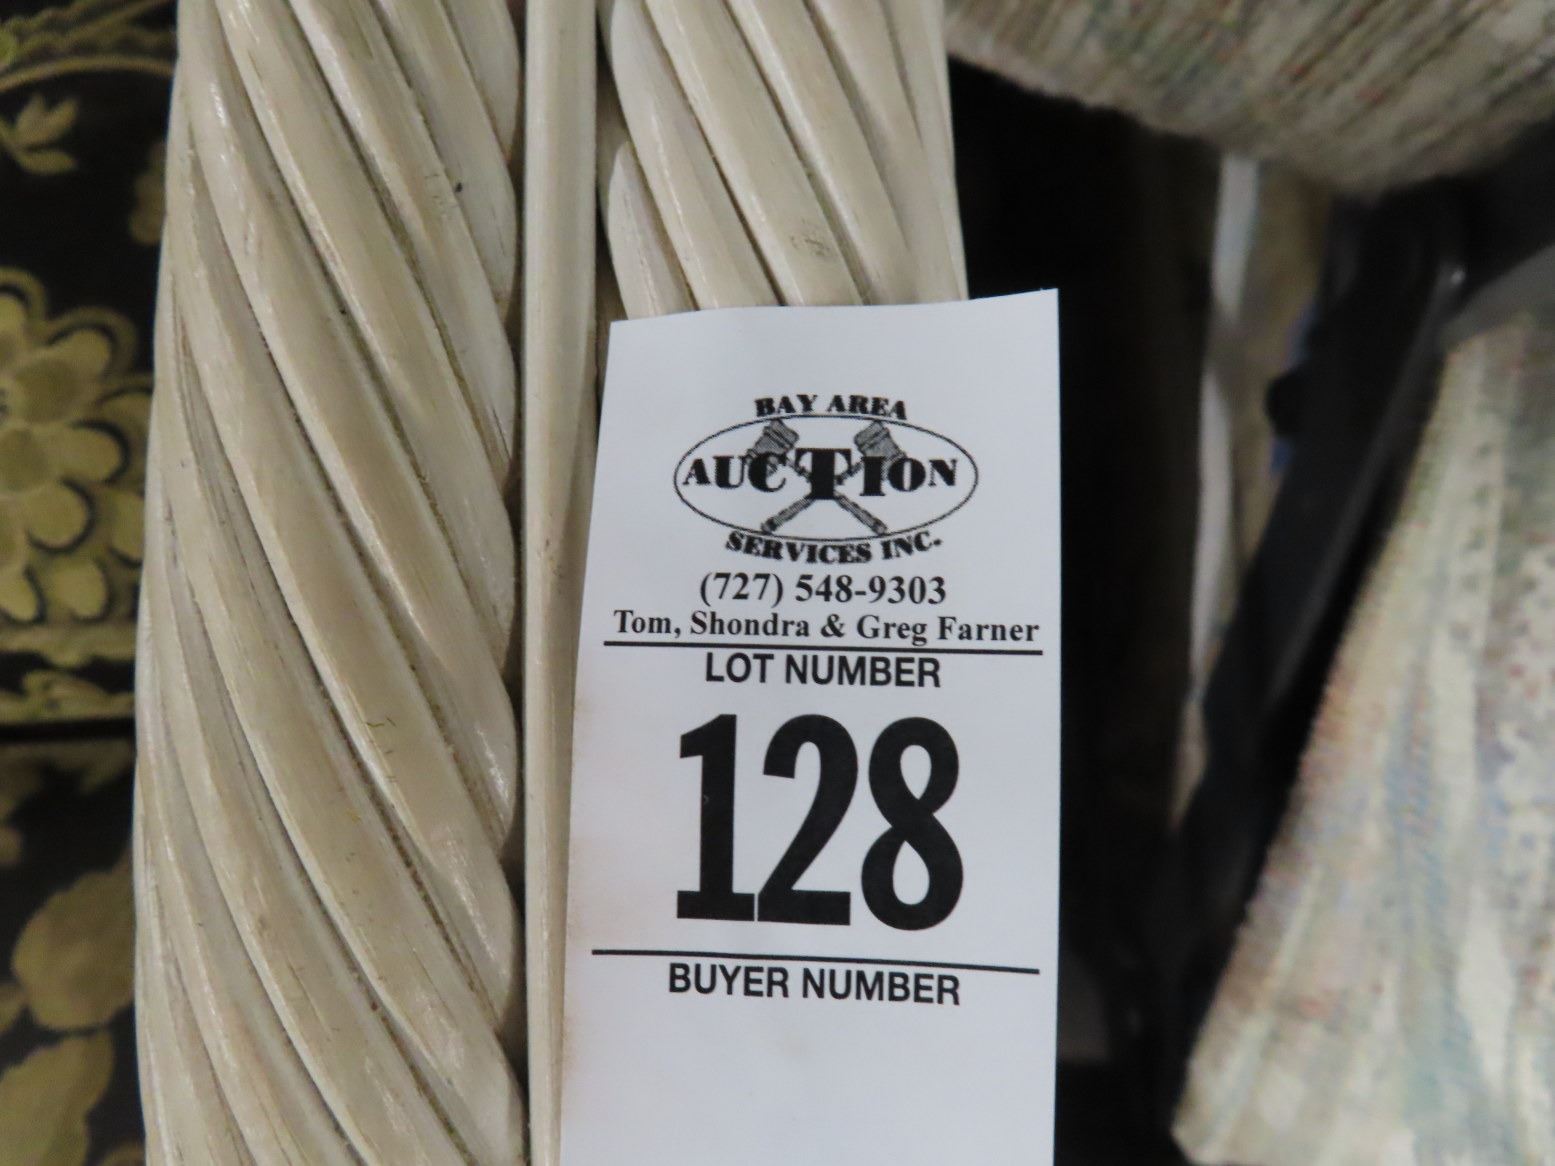 BAY AREA
AUCTION
SERVICES INC.
(727) 548-9303
Tom, Shondra & Greg Farner
LOT NUMBER
128
BUYER NUMBER